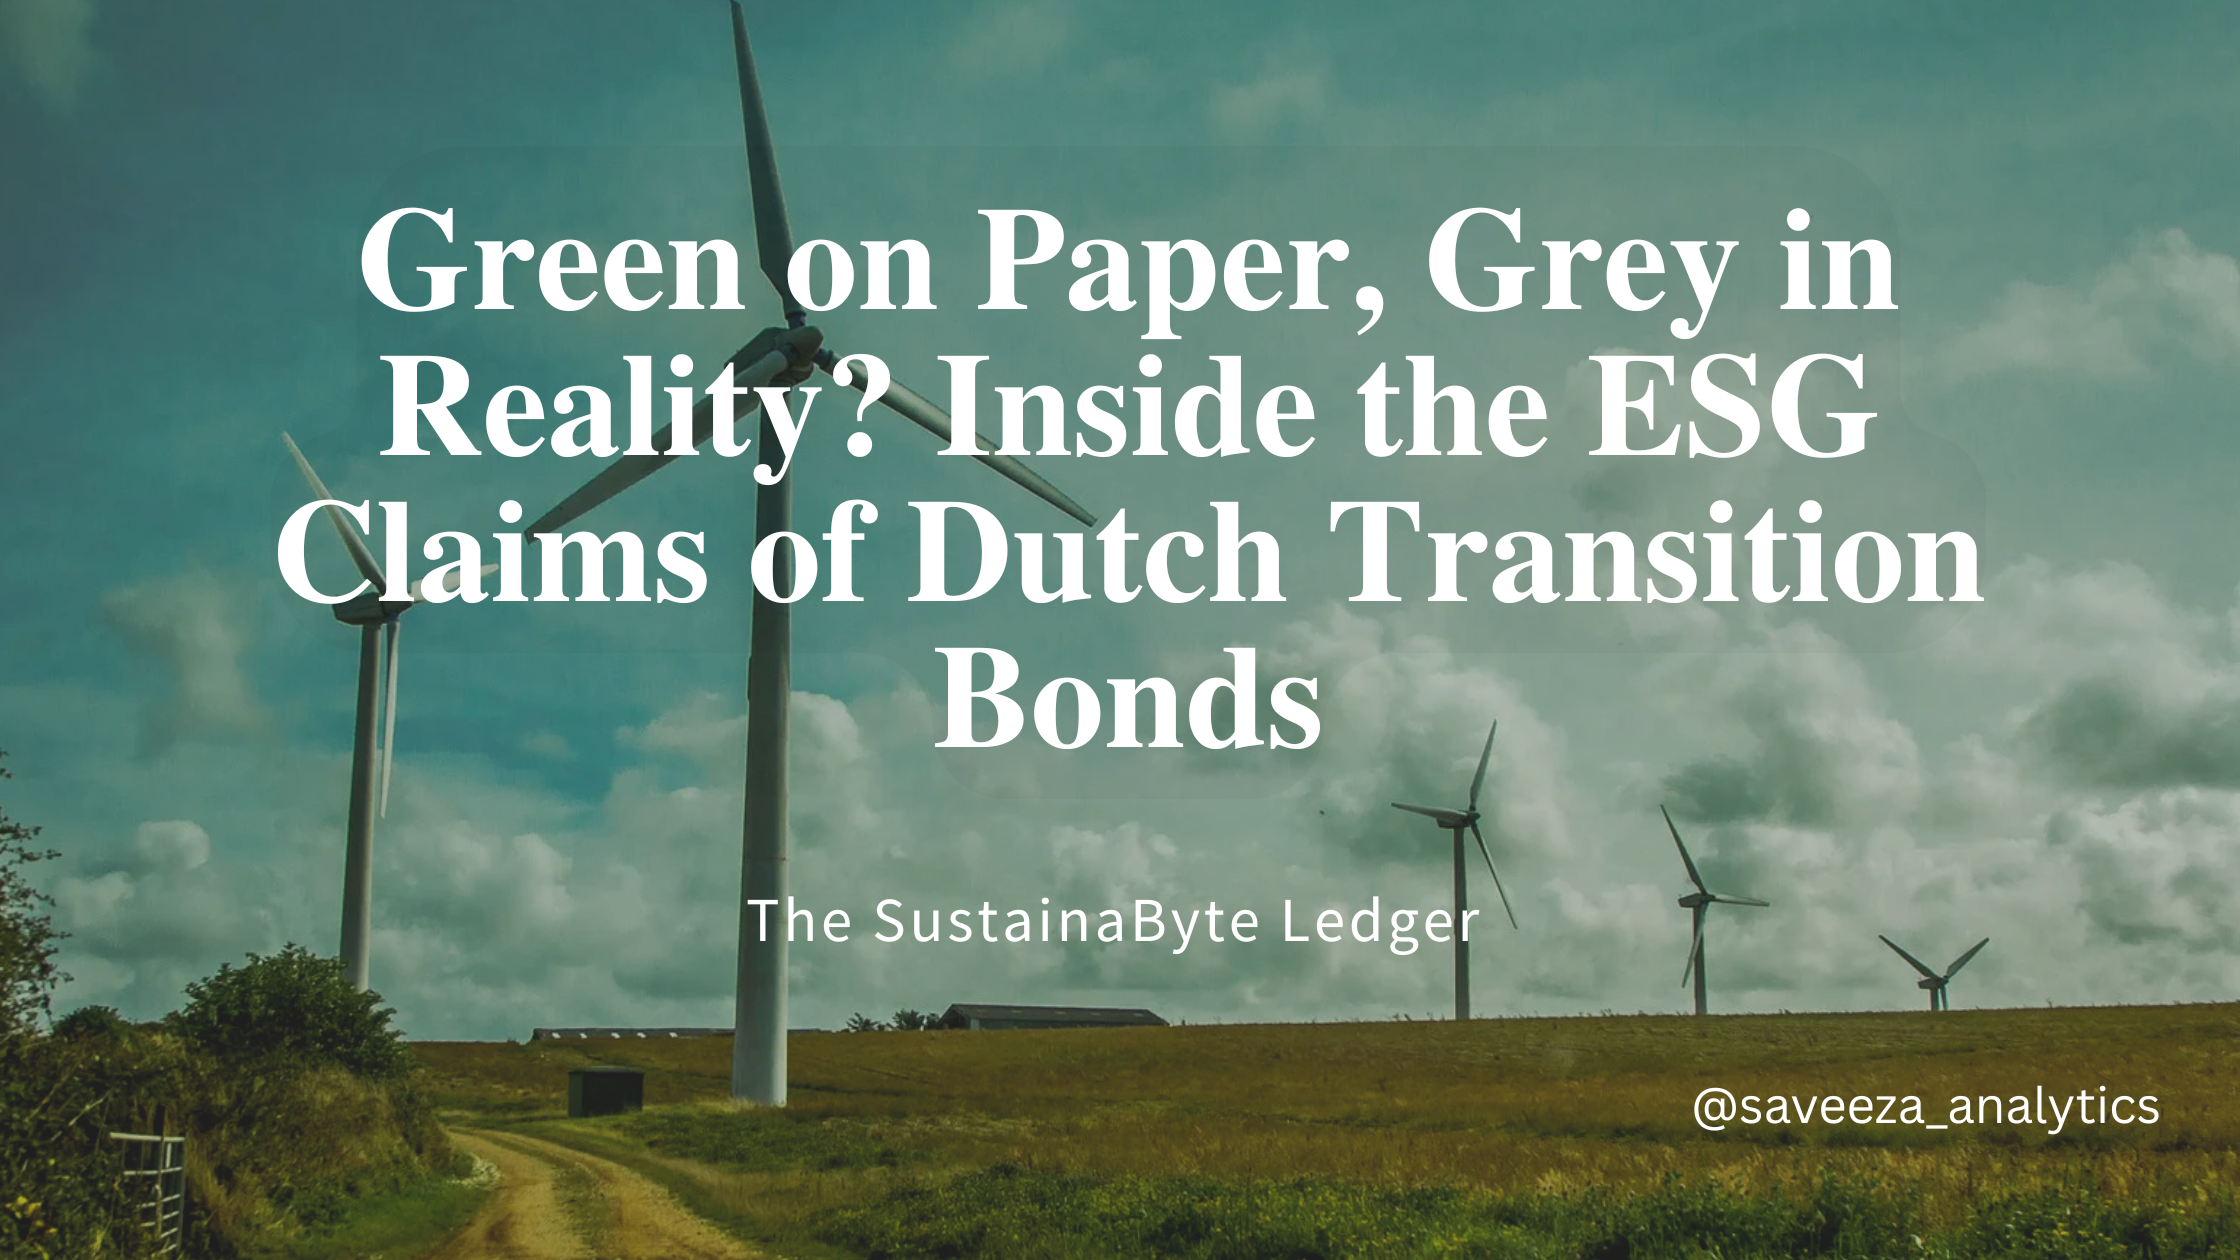 Green on Paper, Grey in
Reality? Inside the ESG
Claims of Dutch Transition
Bonds
The SustainaByte Ledger
@saveeza_analytics